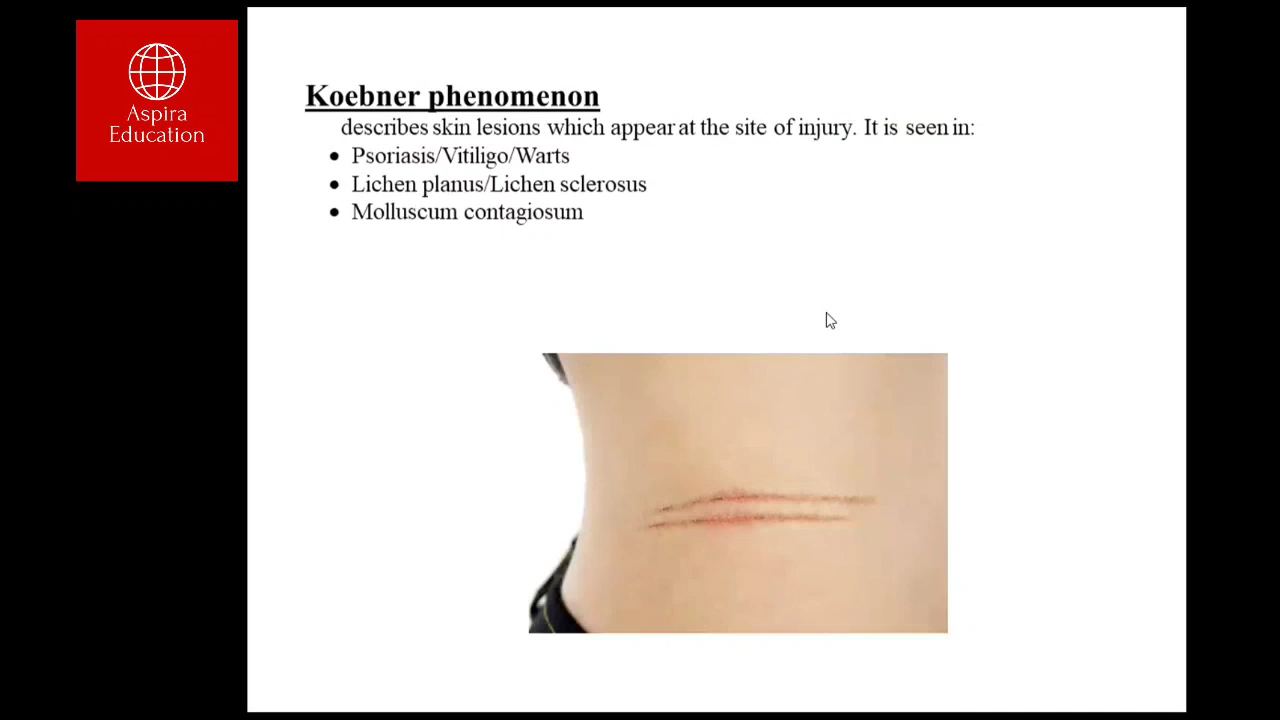 Aspira
Education
Koebner phenomenon
describes skin lesions which appear at the site of injury. It is seen in:
• Psoriasis/Vitiligo/Warts
• Lichen planus/Lichen sclerosus
• Molluscum contagiosum